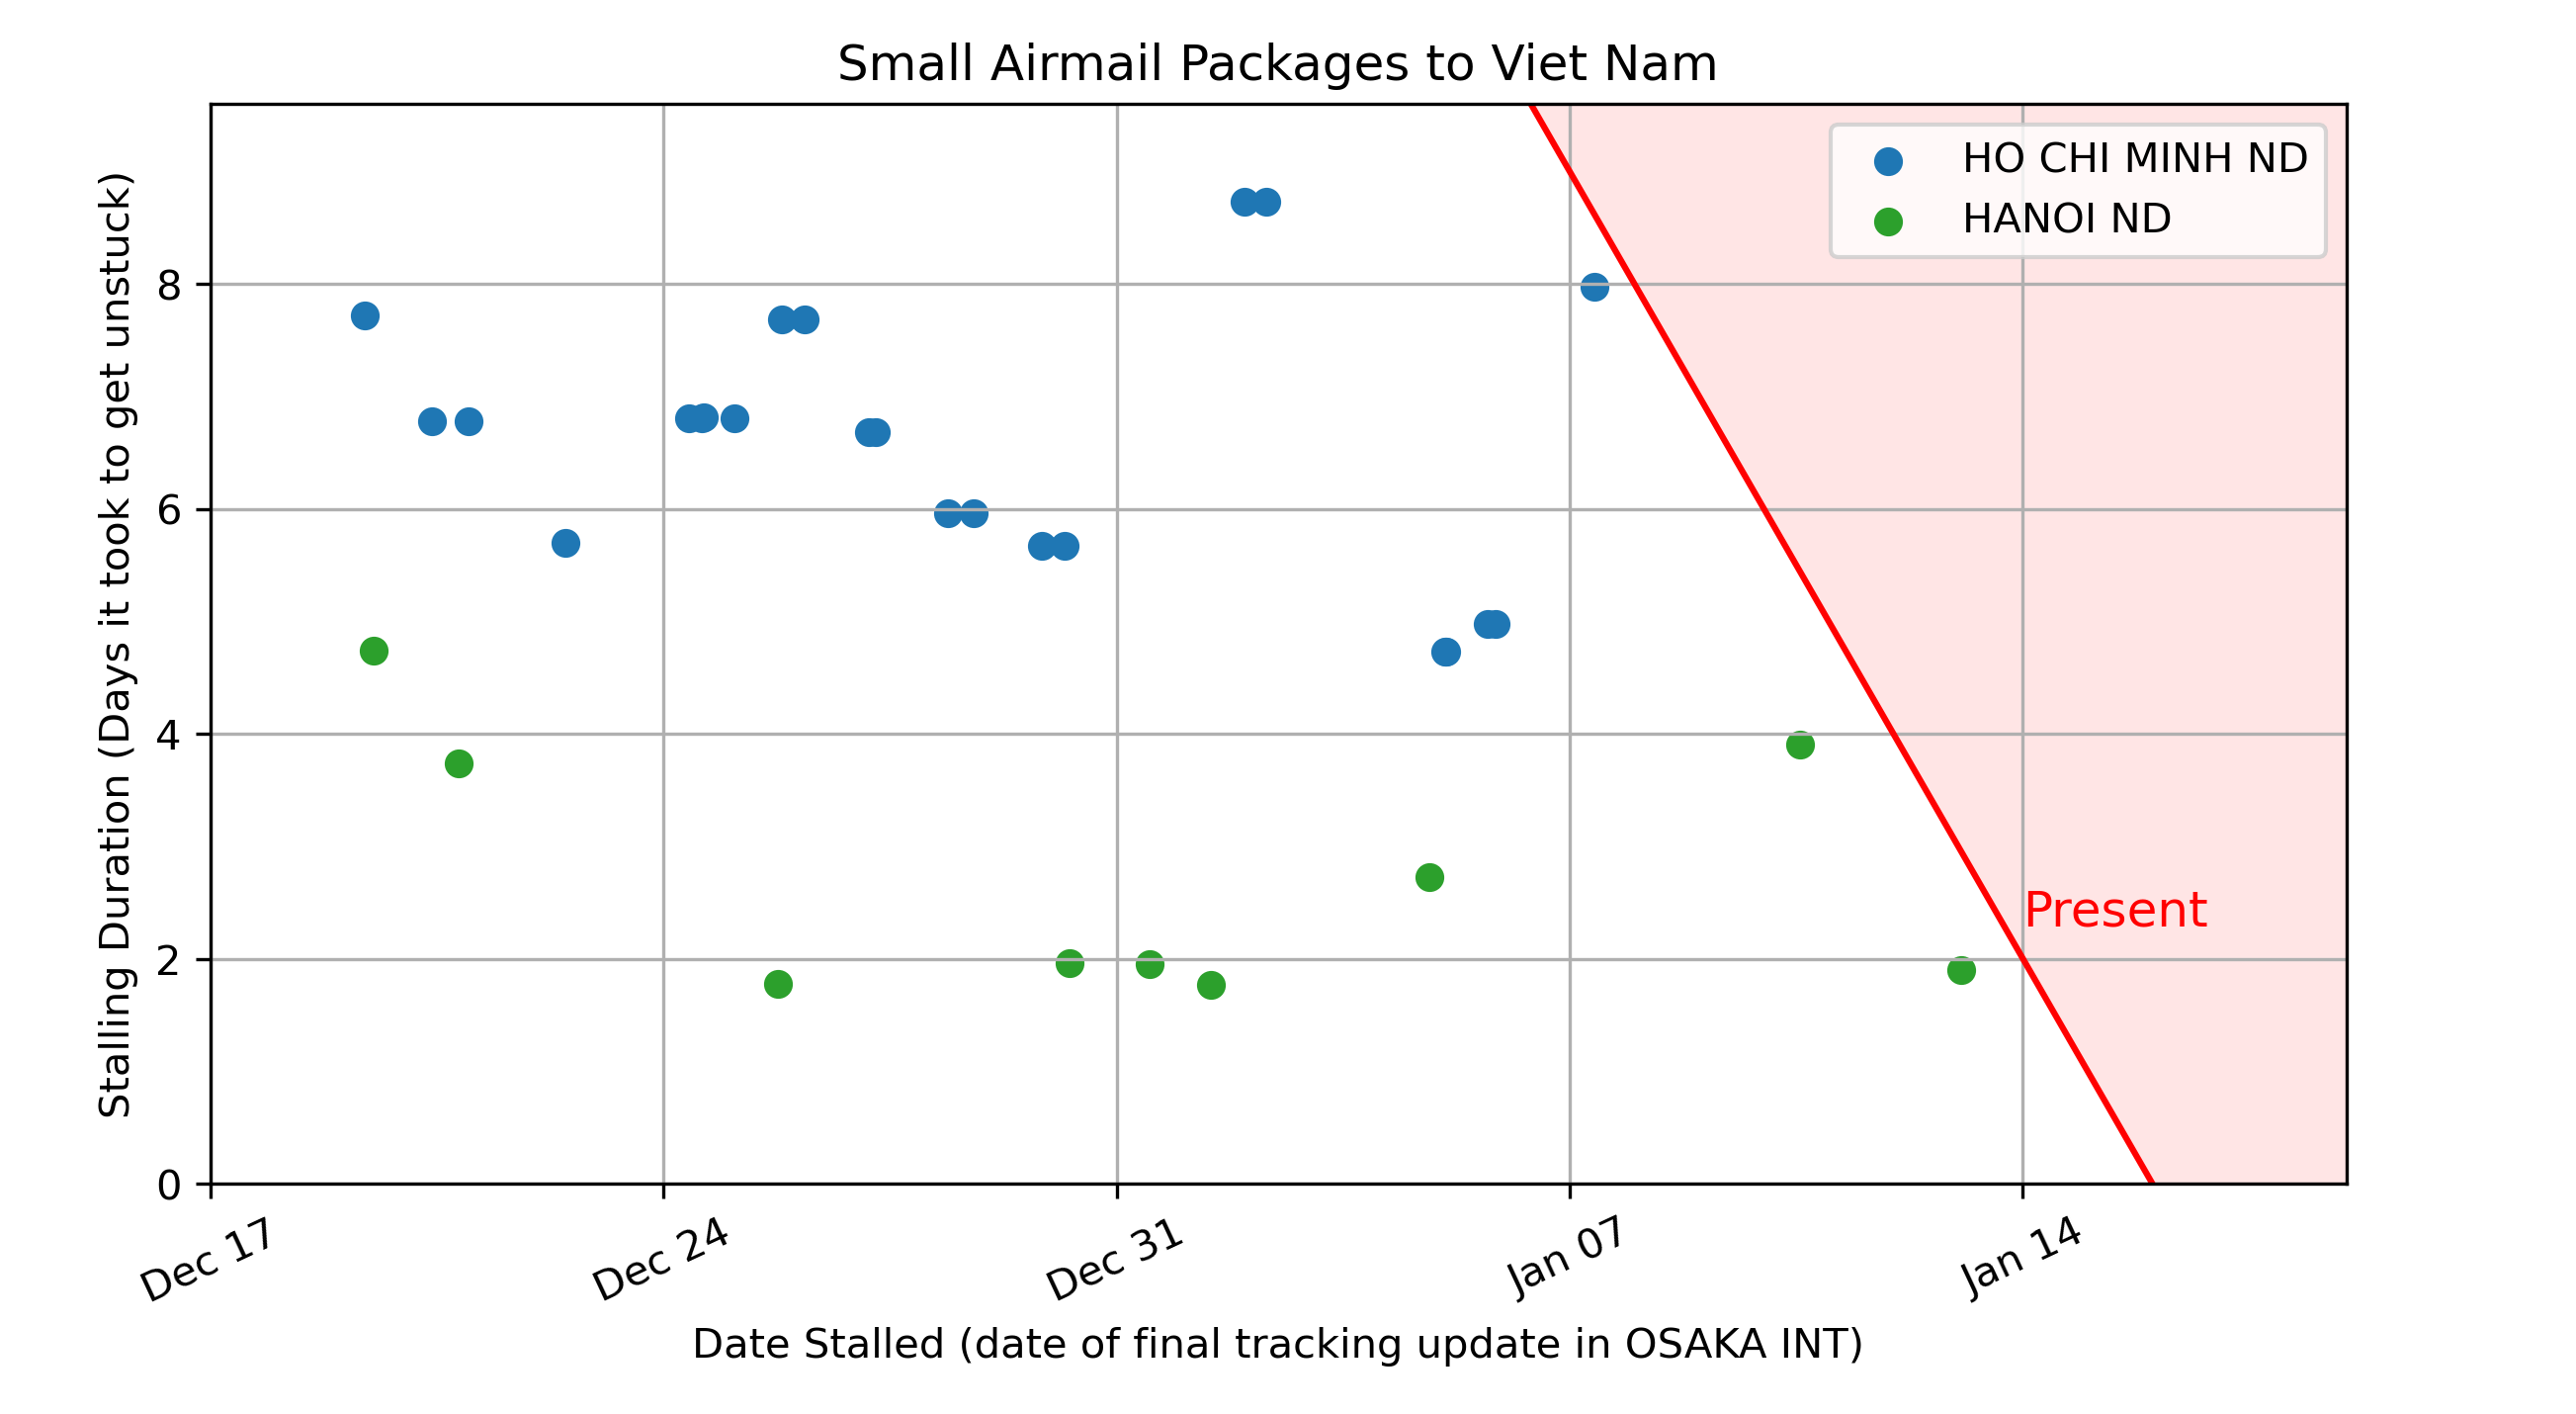 Small Airmail Packages to Viet Nam
HO CHI MINH ND
HANOI ND
Stalling Duration (Days it took to get unstuck)
8
6
4
2
0
Present
Dec 17
Dec 24
Dec 31
Jan 07
Jan 14
Date Stalled (date of final tracking update in OSAKA INT)